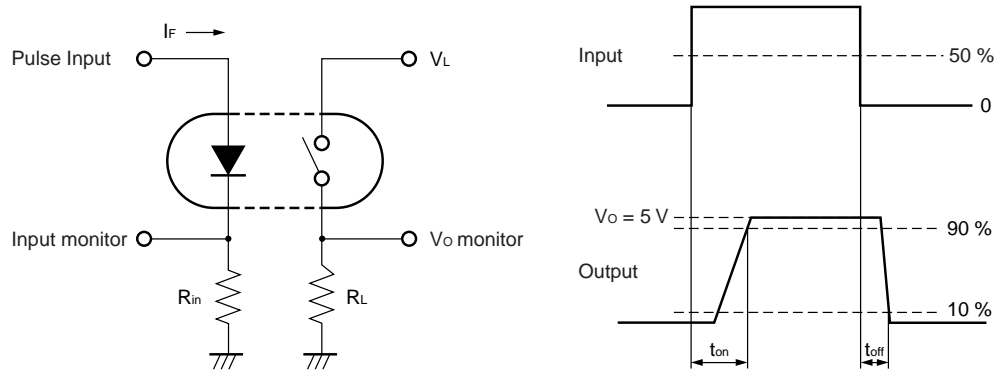 IF
Pulse Input
VL
Input monitor
VO monitor
Rin
RL
Input
50 %
0
VO = 5 V
90 %
Output
10 %
ton
toff